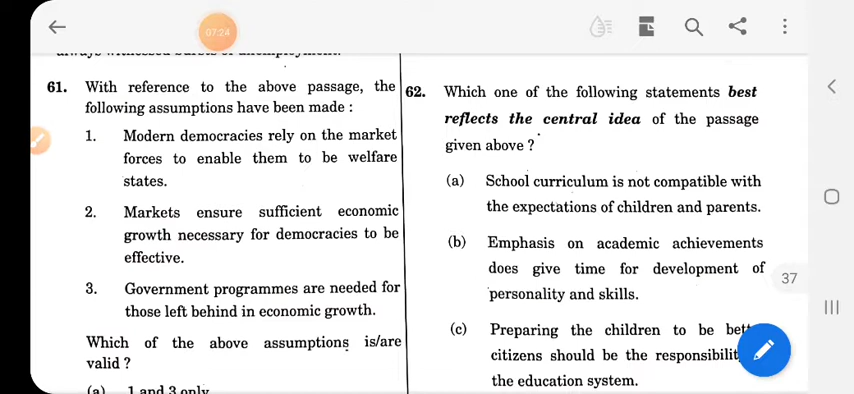 07:24
always witnessed bursts of unemployment.
61. With reference to the above passage, the
following assumptions have been made :
1. Modern democracies rely on the market
forces to enable them to be welfare
states.
2. Markets ensure sufficient economic
growth necessary for democracies to be
effective.
3. Government programmes are needed for
those left behind in economic growth.
Which of the above assumptions is/are
valid ?
(a) 1 and 3 only
62. Which one of the following statements best
reflects the central idea of the passage
given above ?
(a) School curriculum is not compatible with
the expectations of children and parents.
(b) Emphasis on academic achievements
does give time for development of
personality and skills.
(c) Preparing the children to be
citizens should be the
the education system.
37